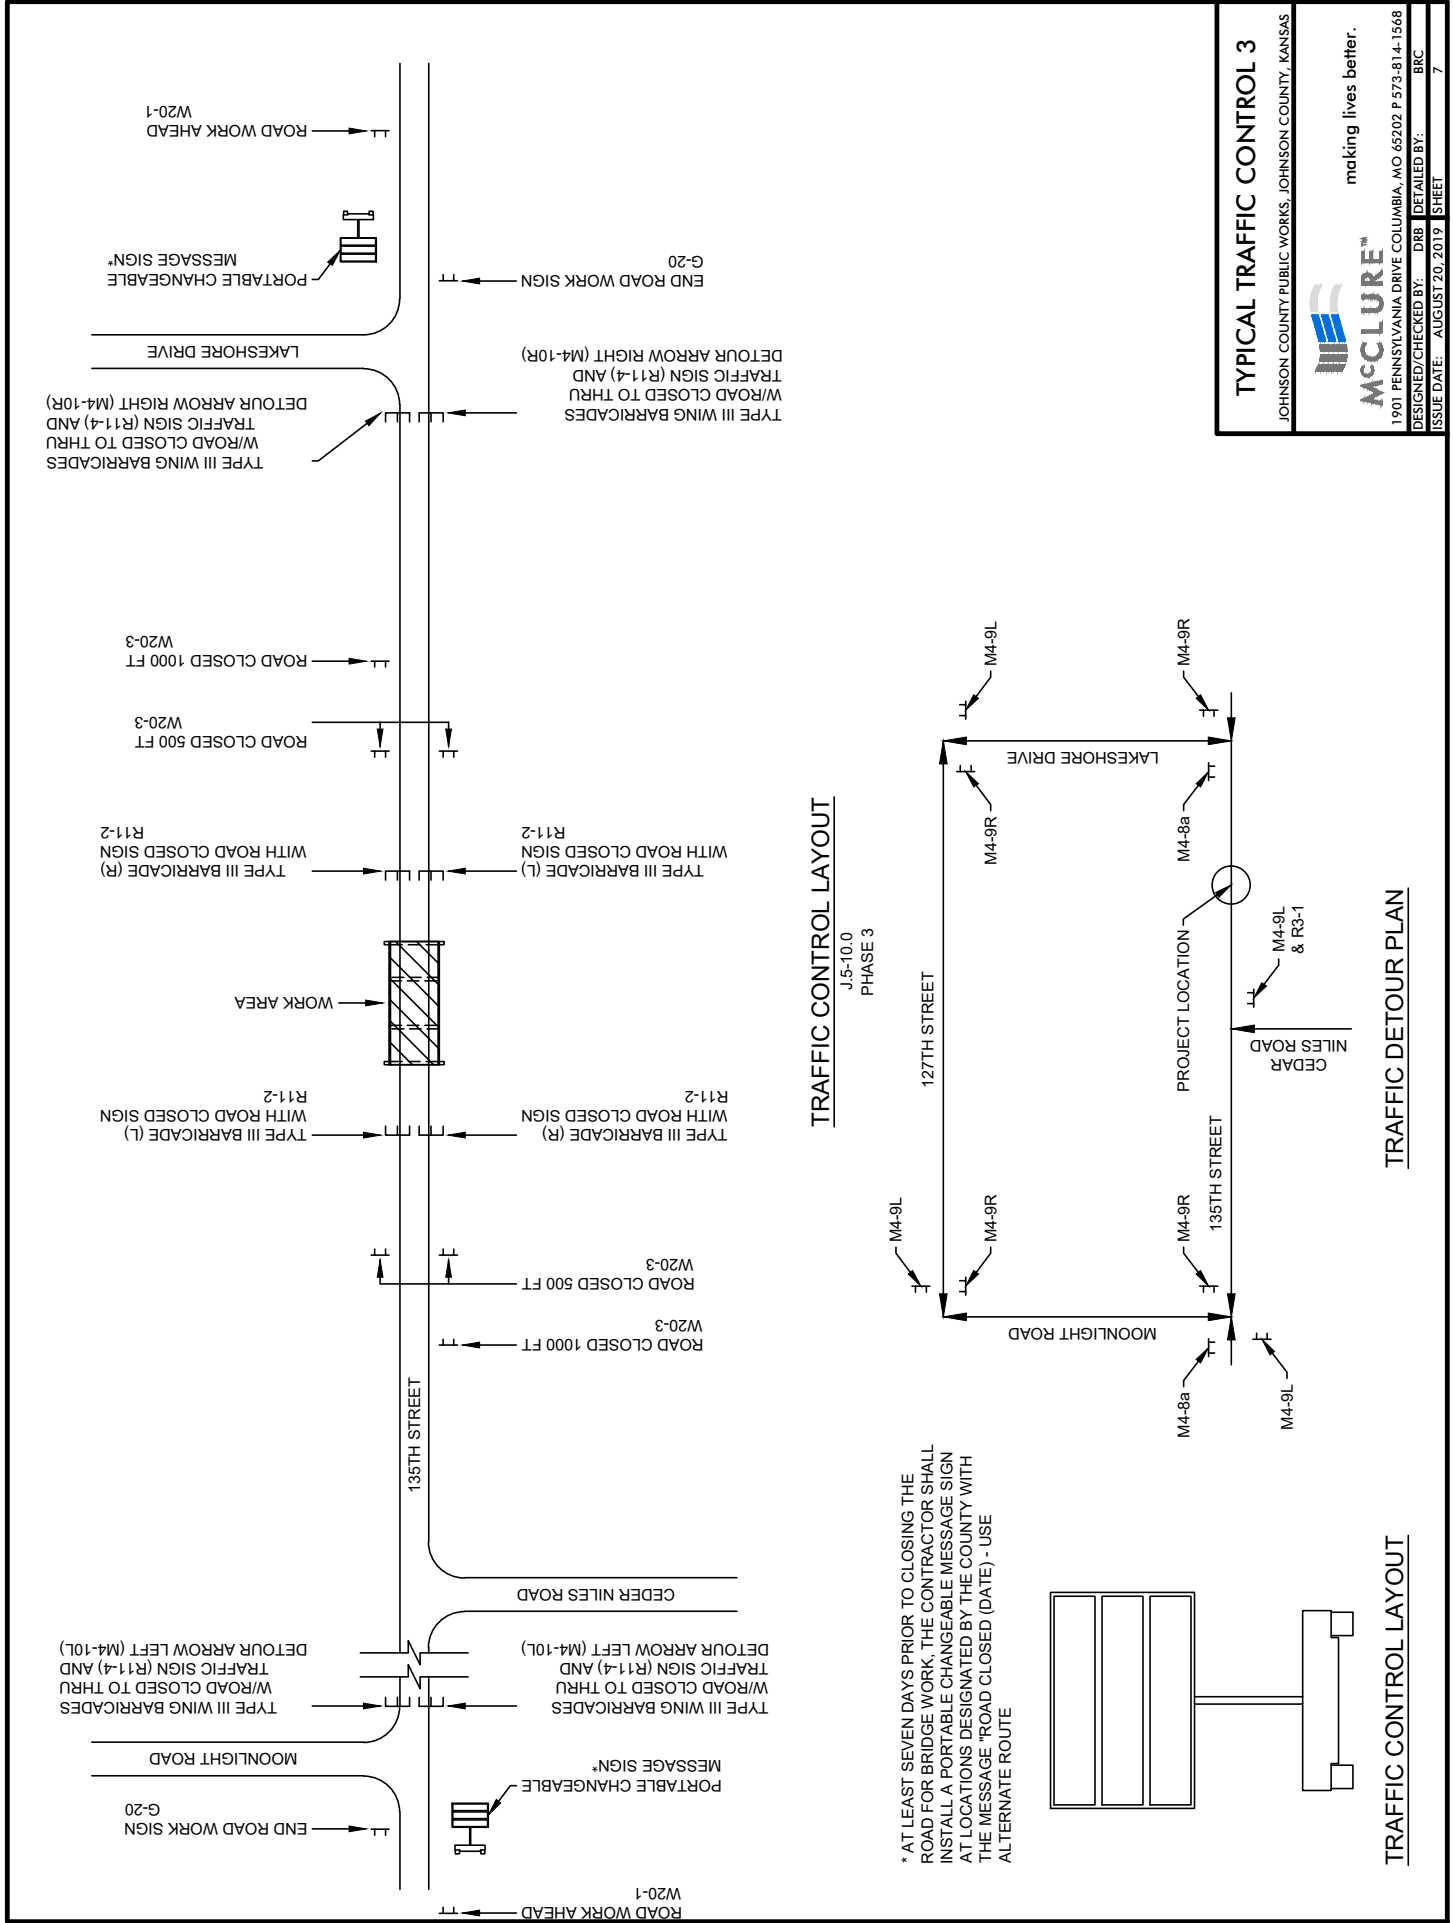 ROAD WORK AHEAD
W20-1
PORTABLE CHANGEABLE
MESSAGE SIGN*
LAKESHORE DRIVE
END ROAD WORK SIGN
G-20
TYPE III WING BARRICADES
W/ROAD CLOSED TO THRU
TRAFFIC SIGN (R11-4) AND
DETOUR ARROW RIGHT (M4-10R)
TYPE III WING BARRICADES
W/ROAD CLOSED TO THRU
TRAFFIC SIGN (R11-4) AND
DETOUR ARROW RIGHT (M4-10R)
ROAD CLOSED 1000 FT
W20-3
ROAD CLOSED 500 FT
W20-3
TYPE III BARRICADE (R)
WITH ROAD CLOSED SIGN
R11-2
TYPE III BARRICADE (L)
WITH ROAD CLOSED SIGN
R11-2
WORK AREA
TYPE III BARRICADE (L)
WITH ROAD CLOSED SIGN
R11-2
TYPE III BARRICADE (R)
WITH ROAD CLOSED SIGN
R11-2
ROAD CLOSED 500 FT
W20-3
ROAD CLOSED 1000 FT
W20-3
135TH STREET
CEDER NILES ROAD
TYPE III WING BARRICADES
W/ROAD CLOSED TO THRU
TRAFFIC SIGN (R11-4) AND
DETOUR ARROW LEFT (M4-10L)
TYPE III WING BARRICADES
W/ROAD CLOSED TO THRU
TRAFFIC SIGN (R11-4) AND
DETOUR ARROW LEFT (M4-10L)
MOONLIGHT ROAD
END ROAD WORK SIGN
G-20
PORTABLE CHANGEABLE
MESSAGE SIGN*
ROAD WORK AHEAD
W20-1
TRAFFIC CONTROL LAYOUT
J.5-10.0
PHASE 3
* AT LEAST SEVEN DAYS PRIOR TO CLOSING THE
ROAD FOR BRIDGE WORK, THE CONTRACTOR SHALL
INSTALL A PORTABLE CHANGEABLE MESSAGE SIGN
AT LOCATIONS DESIGNATED BY THE COUNTY WITH
THE MESSAGE "ROAD CLOSED (DATE) - USE
ALTERNATE ROUTE
TRAFFIC CONTROL LAYOUT
M4-9L
M4-9R
127TH STREET
M4-9R
M4-9L
MOONLIGHT ROAD
LAKESHORE DRIVE
M4-8a
M4-9L
M4-9R
135TH STREET
PROJECT LOCATION
M4-8a
M4-9R
CEDAR
NILES ROAD
M4-9L
& R3-1
TRAFFIC DETOUR PLAN
TYPICAL TRAFFIC CONTROL 3
JOHNSON COUNTY PUBLIC WORKS, JOHNSON COUNTY, KANSAS
McCLURE™
making lives better.
1901 PENNSYLVANIA DRIVE COLUMBIA, MO 65202 P 573-814-1568
DESIGNED/CHECKED BY: DRB DETAILED BY: BRC
ISSUE DATE: AUGUST 20, 2019 SHEET 7